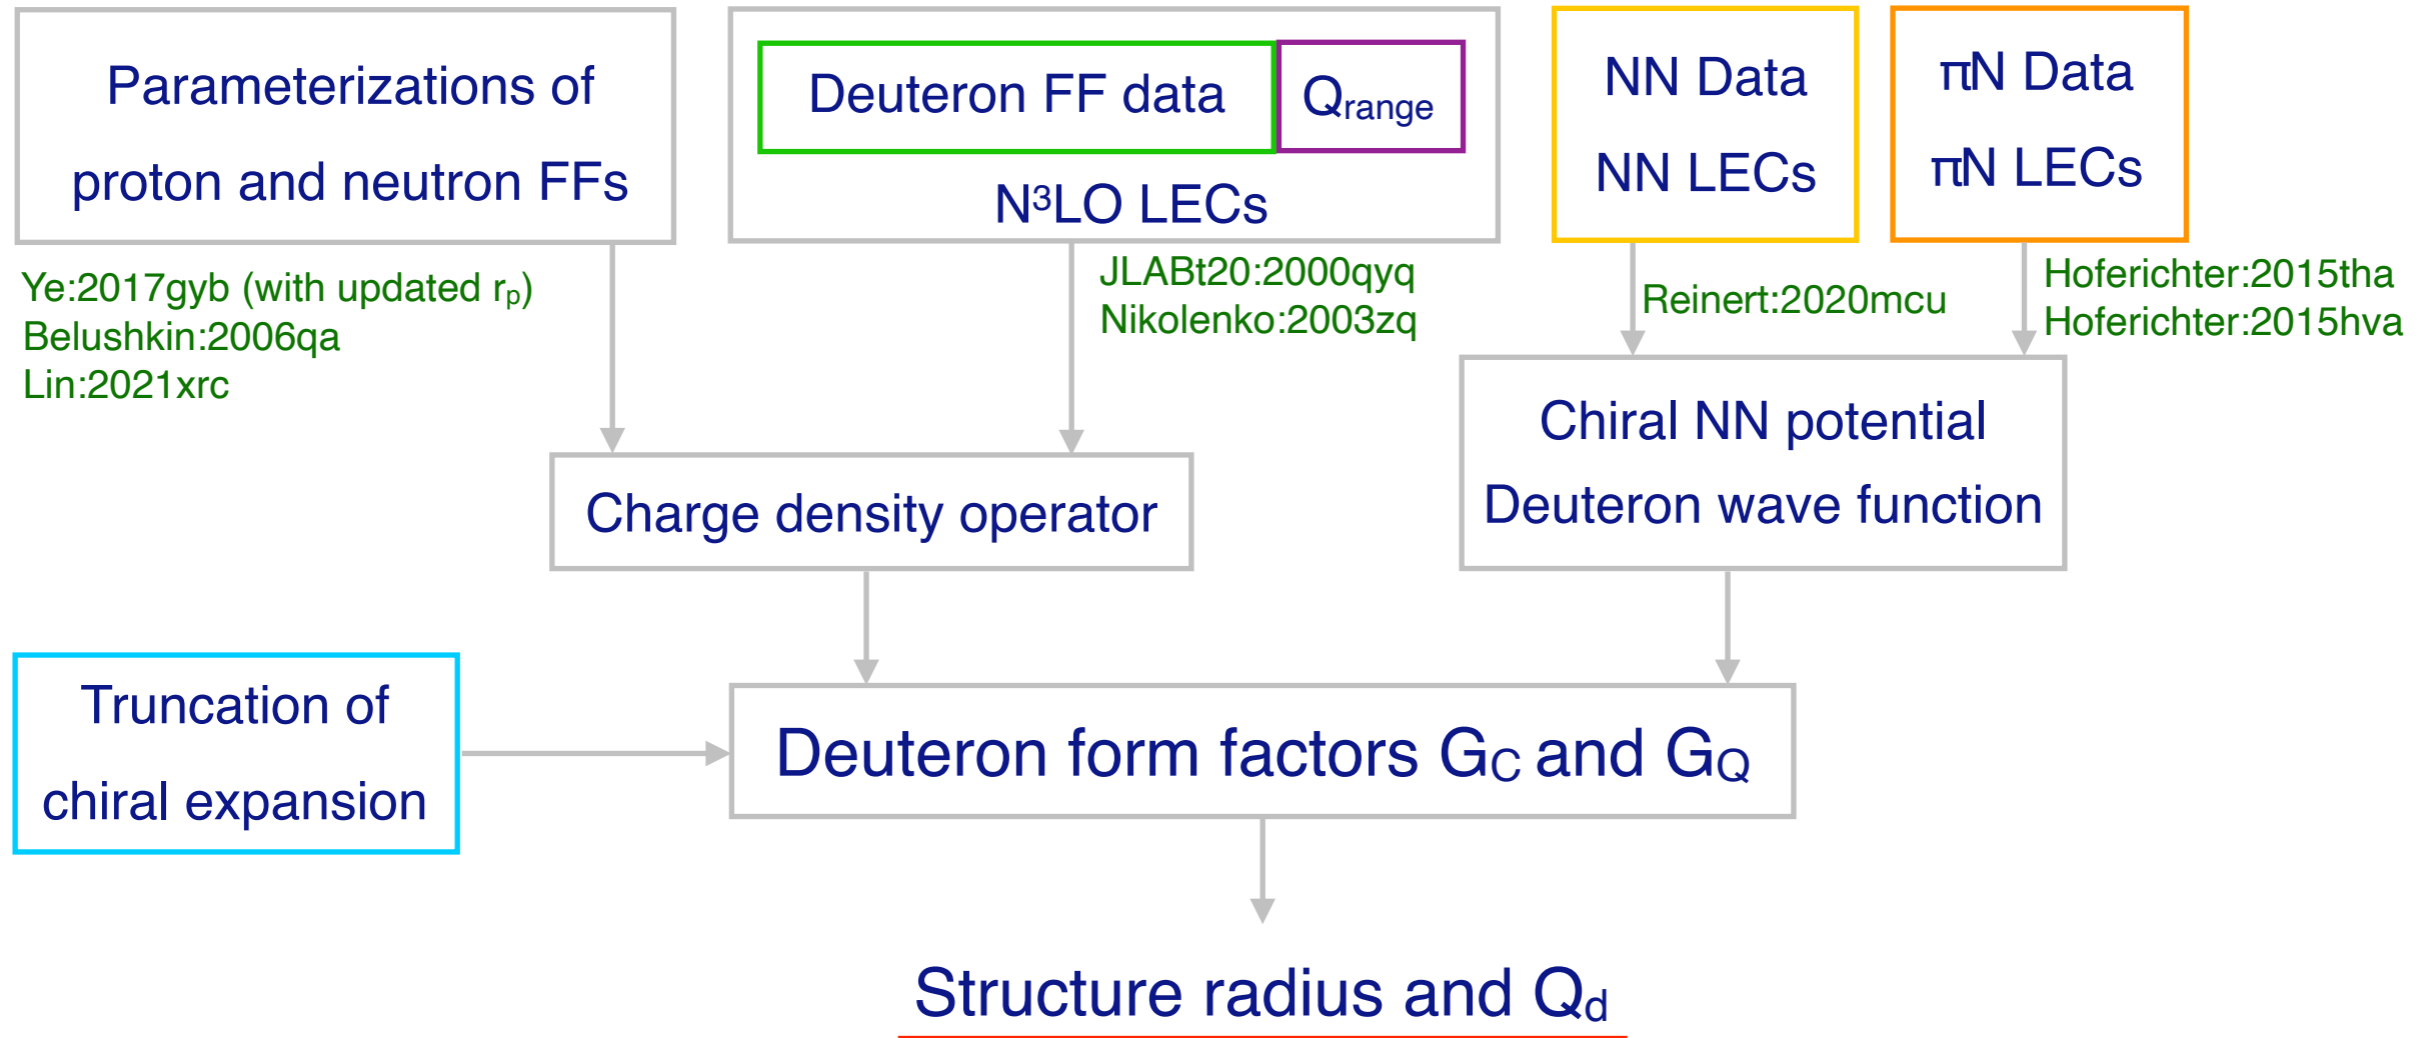 Parameterizations of
proton and neutron FFs
Deuteron FF data
Qrange
N³LO LECs
NN Data
NN LECs
πN Data
πN LECs
Ye:2017gyb (with updated rp)
Belushkin:2006qa
Lin:2021xrc
JLABt20:2000qyq
Nikolenko:2003zq
Reinert:2020mcu
Hoferichter:2015tha
Hoferichter:2015hva
Charge density operator
Chiral NN potential
Deuteron wave function
Truncation of
chiral expansion
Deuteron form factors GC and GQ
Structure radius and Qd